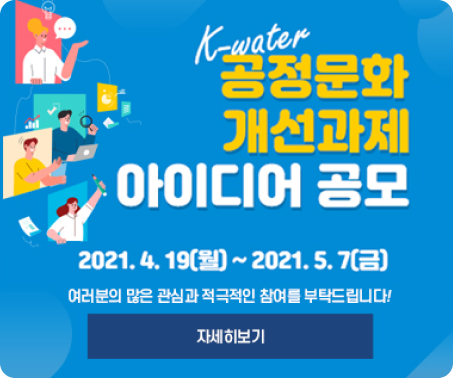 K-water
공정문화
개선과제
아이디어 공모
2021. 4. 19(월) ~ 2021. 5. 7(금)
여러분의 많은 관심과 적극적인 참여를 부탁드립니다!
자세히보기